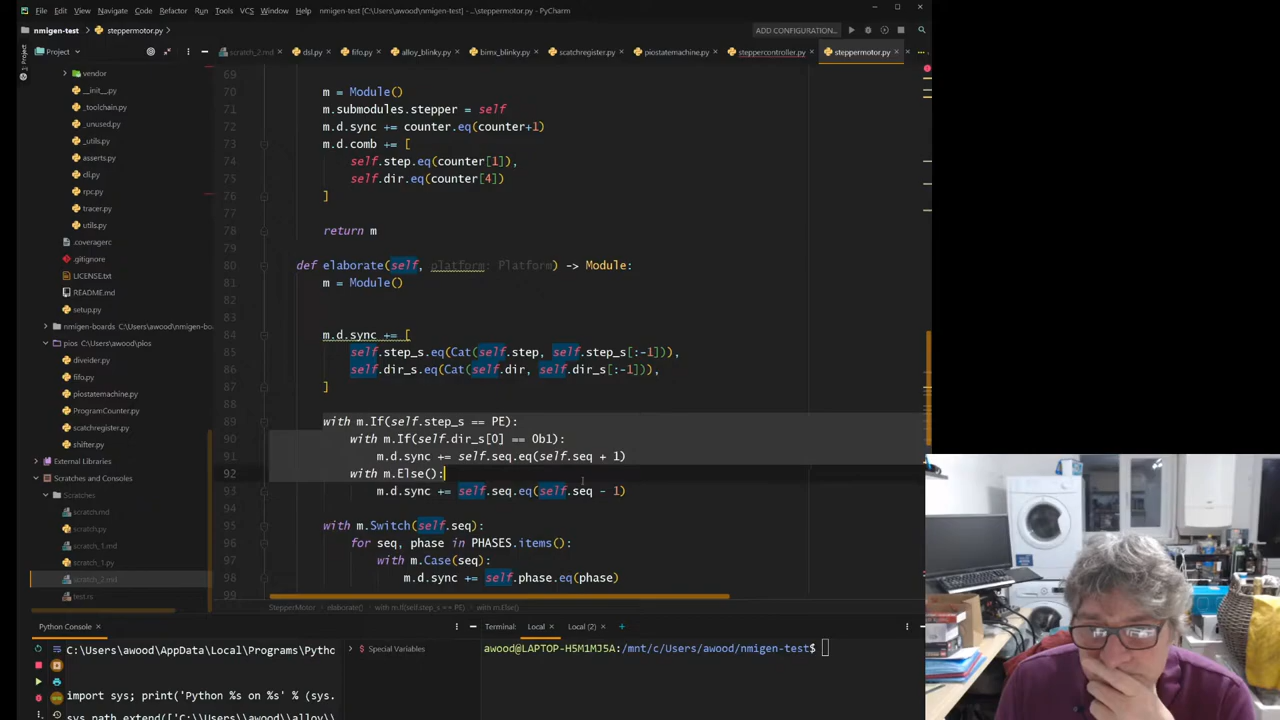 File Edit View Navigate Code Refactor Run Tools VCS Window Help nmigen-test [C:\Users\awood\nmigen-test] - ...\steppermotor.py - PyCharm
nmigen-test steppermotor.py ADD CONFIGURATION...
Project
scratch_2.md dsl.py fifo.py alloy_blinky.py bimx_blinky.py scatchregister.py piostatemachine.py steppercontroller.py steppermotor.py
1: Project
vendor
__init__.py
_toolchain.py
_unused.py
_utils.py
asserts.py
cli.py
rpc.py
tracer.py
utils.py
.coveragerc
.gitignore
LICENSE.txt
README.md
setup.py
nmigen-boards C:\Users\awood\nmigen-bo
pios C:\Users\awood\pios
diveider.py
fifo.py
piostatemachine.py
ProgramCounter.py
scratchregister.py
shifter.py
External Libraries
Scratches and Consoles
Scratches
scratch.md
scratch.py
scratch_1.md
scratch_1.py
scratch_2.md
test.rs
69
70 m = Module()
71 m.submodules.stepper = self
72 m.d.sync += counter.eq(counter+1)
73 m.d.comb += [
74 self.step.eq(counter[1]),
75 self.dir.eq(counter[4])
76 ]
77
78 return m
79
80 def elaborate(self, platform: Platform) -> Module:
81 m = Module()
82
83
84 m.d.sync += [
85 self.step_s.eq(Cat(self.step, self.step_s[:-1])),
86 self.dir_s.eq(Cat(self.dir, self.dir_s[:-1])),
87 ]
88
89 with m.If(self.step_s == PE):
90 with m.If(self.dir_s[0] == 0b1):
91 m.d.sync += self.seq.eq(self.seq + 1)
92 with m.Else():
93 m.d.sync += self.seq.eq(self.seq - 1)
94
95 with m.Switch(self.seq):
96 for seq, phase in PHASES.items():
97 with m.Case(seq):
98 m.d.sync += self.phase.eq(phase)
99
StepperMotor elaborate() with m.If(self.step_s == PE) with m.Else()
Python Console
C:\Users\awood\AppData\Local\Programs\Pytho
import sys; print('Python %s on %s' % (sys.
sys.path.extend(['C:\\Users\\awood\\alloy\\
Special Variables
Terminal: Local Local (2) +
awood@LAPTOP-H5M1MJ5A:/mnt/c/Users/awood/nmigen-test$